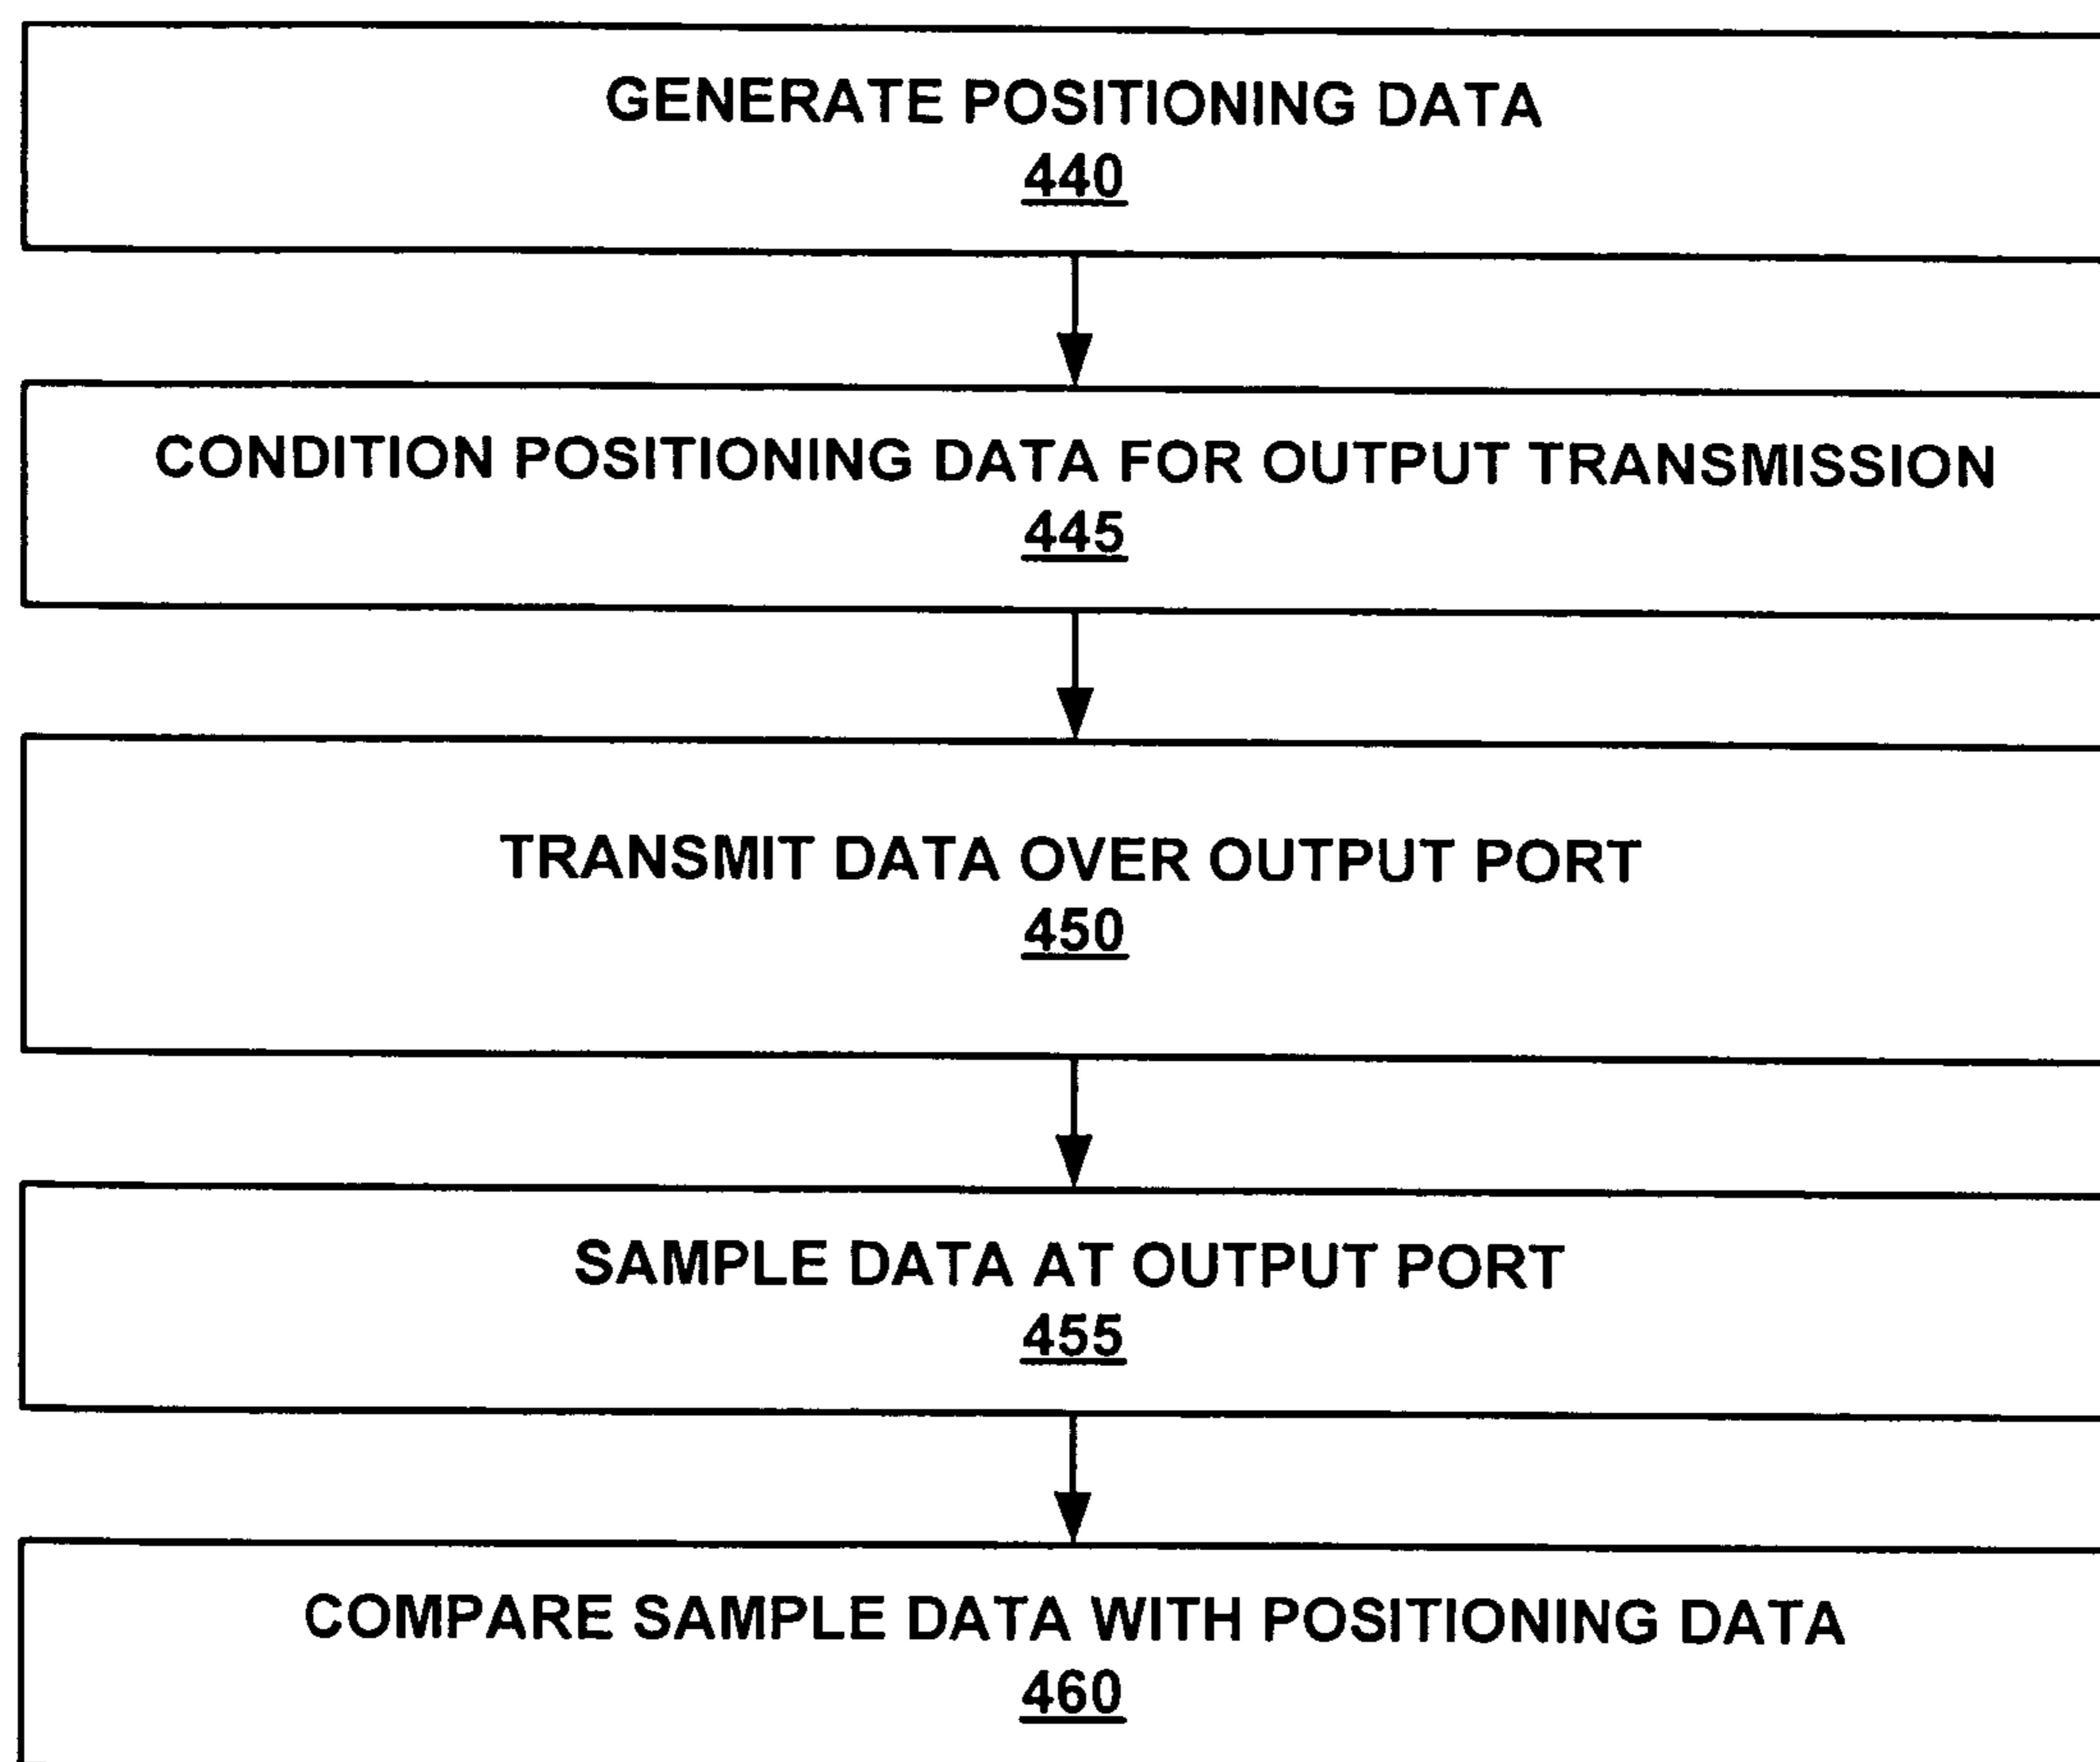 GENERATE POSITIONING DATA
440
CONDITION POSITIONING DATA FOR OUTPUT TRANSMISSION
445
TRANSMIT DATA OVER OUTPUT PORT
450
SAMPLE DATA AT OUTPUT PORT
455
COMPARE SAMPLE DATA WITH POSITIONING DATA
460